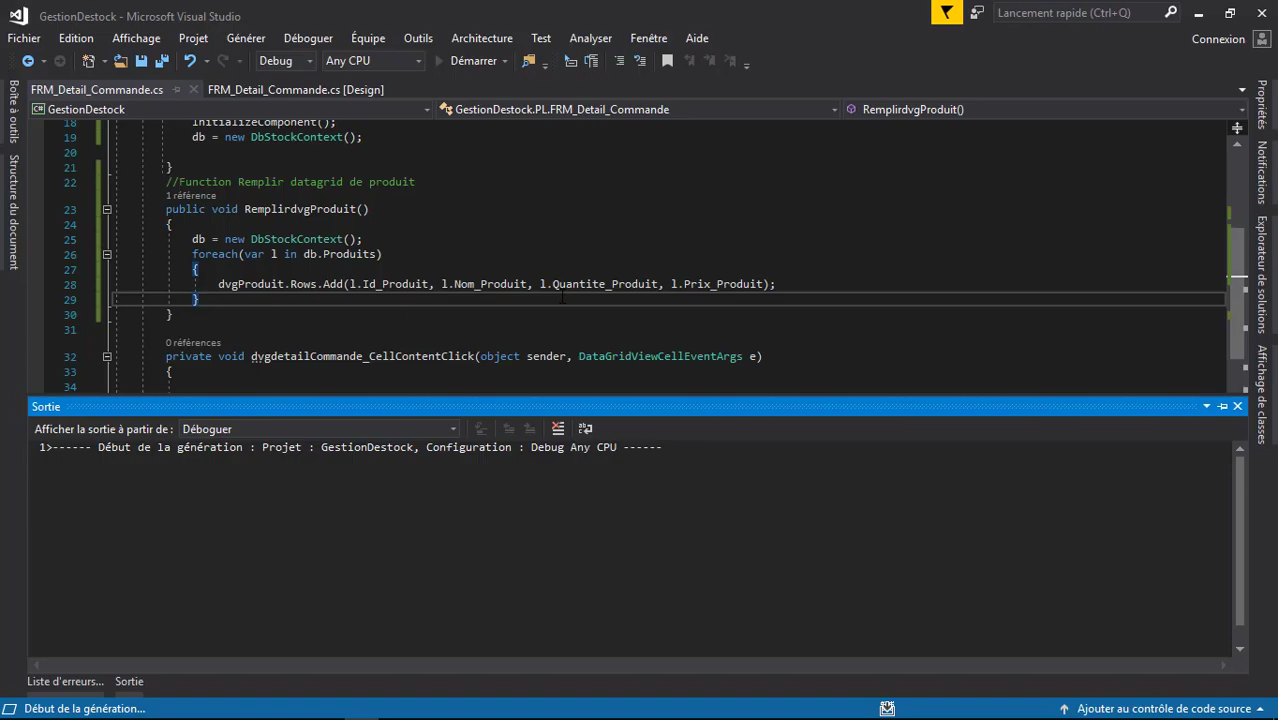 GestionDestock - Microsoft Visual Studio
Lancement rapide (Ctrl+Q)
Fichier Edition Affichage Projet Générer Déboguer Équipe Outils Architecture Test Analyser Fenêtre Aide
Connexion
Debug Any CPU Démarrer
FRM_Detail_Commande.cs FRM_Detail_Commande.cs [Design]
GestionDestock GestionDestock.PL.FRM_Detail_Commande RemplirdvgProduit()
Boîte à outils
Structure du document
Propriétés
Notifications
Explorateur de solutions
Affichage de classes
18 InitializeComponent();
19 db = new DbStockContext();
20
21 }
22 //Function Remplir datagrid de produit
1 référence
23 public void RemplirdvgProduit()
24 {
25 db = new DbStockContext();
26 foreach(var l in db.Produits)
27 {
28 dvgProduit.Rows.Add(l.Id_Produit, l.Nom_Produit, l.Quantite_Produit, l.Prix_Produit);
29 }
30 }
31
0 références
32 private void dvgdetailCommande_CellContentClick(object sender, DataGridViewCellEventArgs e)
33 {
34
Sortie
Afficher la sortie à partir de : Déboguer
1>------ Début de la génération : Projet : GestionDestock, Configuration : Debug Any CPU ------
Liste d'erreurs... Sortie
Début de la génération... Ajouter au contrôle de code source